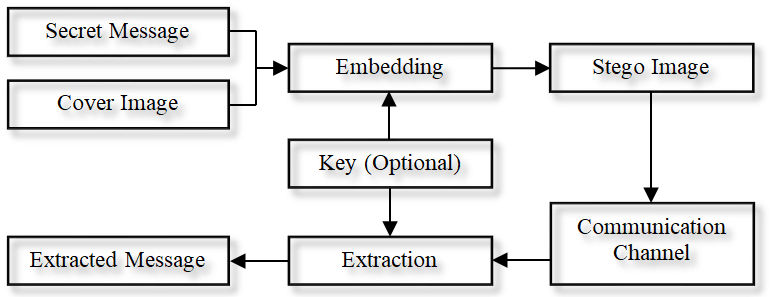 Secret Message
Cover Image
Embedding
Stego Image
Key (Optional)
Communication
Channel
Extraction
Extracted Message